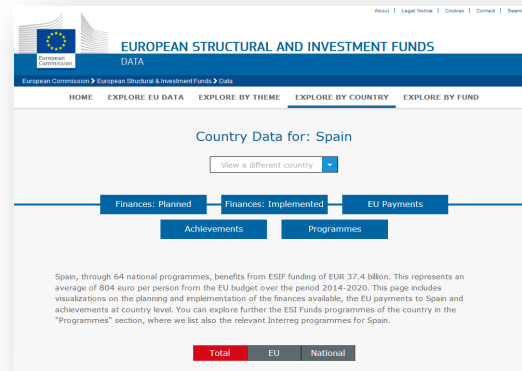 About | Legal Notice | Cookies | Contact | Search
European
Commission
EUROPEAN STRUCTURAL AND INVESTMENT FUNDS
DATA
European Commission > European Structural & Investment Funds > Data
HOME EXPLORE EU DATA EXPLORE BY THEME EXPLORE BY COUNTRY EXPLORE BY FUND
Country Data for: Spain
View a different country
Finances: Planned Finances: Implemented EU Payments
Achievements Programmes
Spain, through 64 national programmes, benefits from ESIF funding of EUR 37.4 billion. This represents an
average of 804 euro per person from the EU budget over the period 2014-2020. This page includes
visualizations on the planning and implementation of the finances available, the EU payments to Spain and
achievements at country level. You can explore further the ESI Funds programmes of the country in the
"Programmes" section, where we list also the relevant Interreg programmes for Spain.
Total EU National